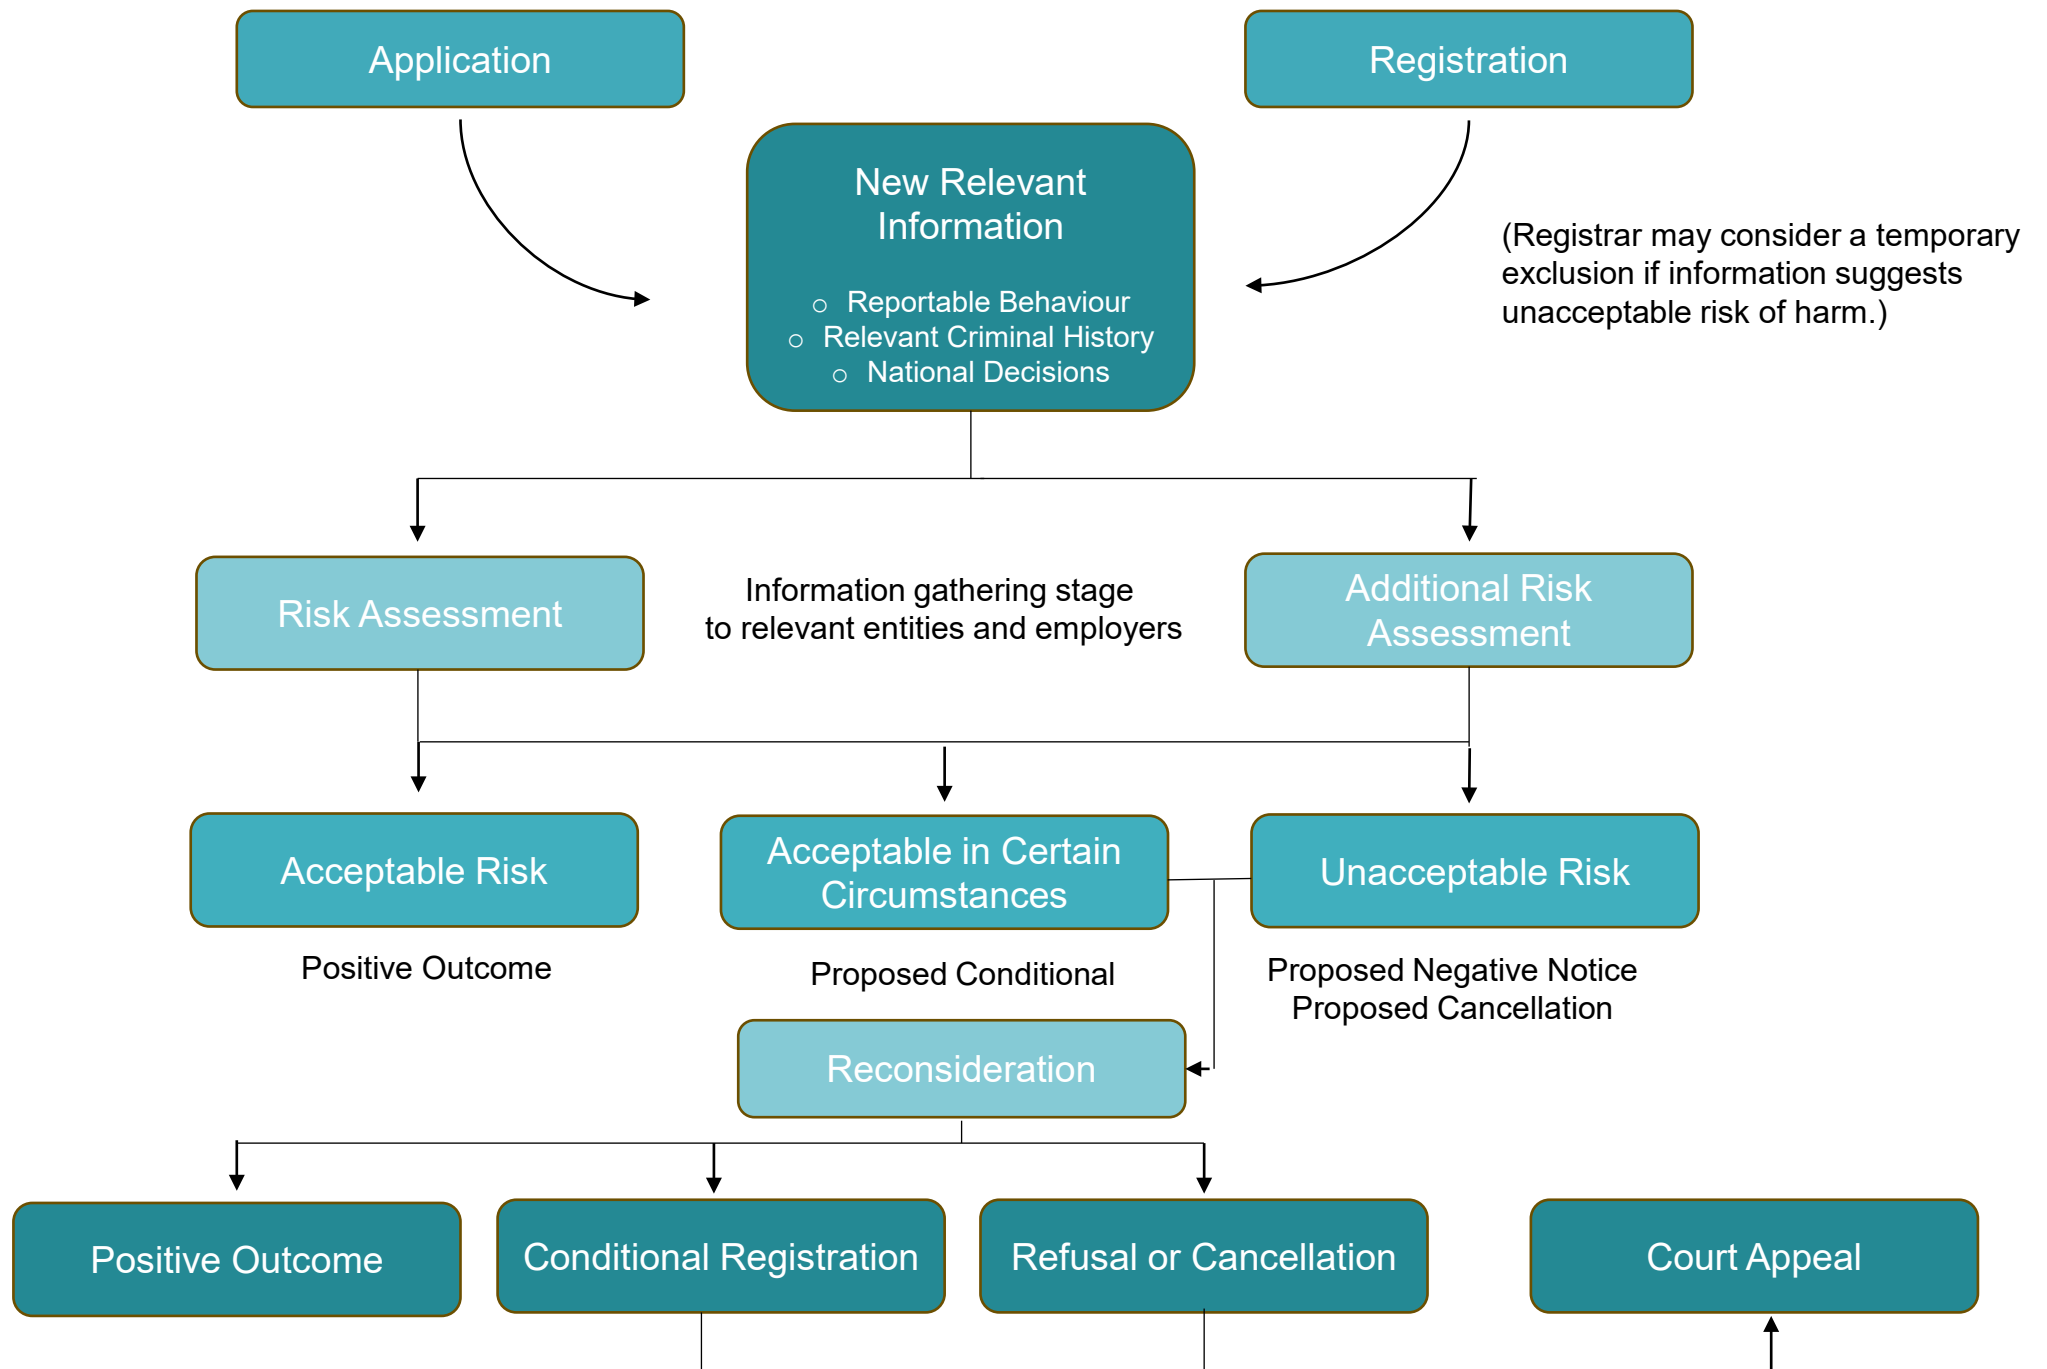 Application
Registration
New Relevant
Information
○ Reportable Behaviour
○ Relevant Criminal History
○ National Decisions
(Registrar may consider a temporary
exclusion if information suggests
unacceptable risk of harm.)
Risk Assessment
Information gathering stage
to relevant entities and employers
Additional Risk
Assessment
Acceptable Risk
Acceptable in Certain
Circumstances
Unacceptable Risk
Positive Outcome
Proposed Conditional
Proposed Negative Notice
Proposed Cancellation
Reconsideration
Positive Outcome
Conditional Registration
Refusal or Cancellation
Court Appeal